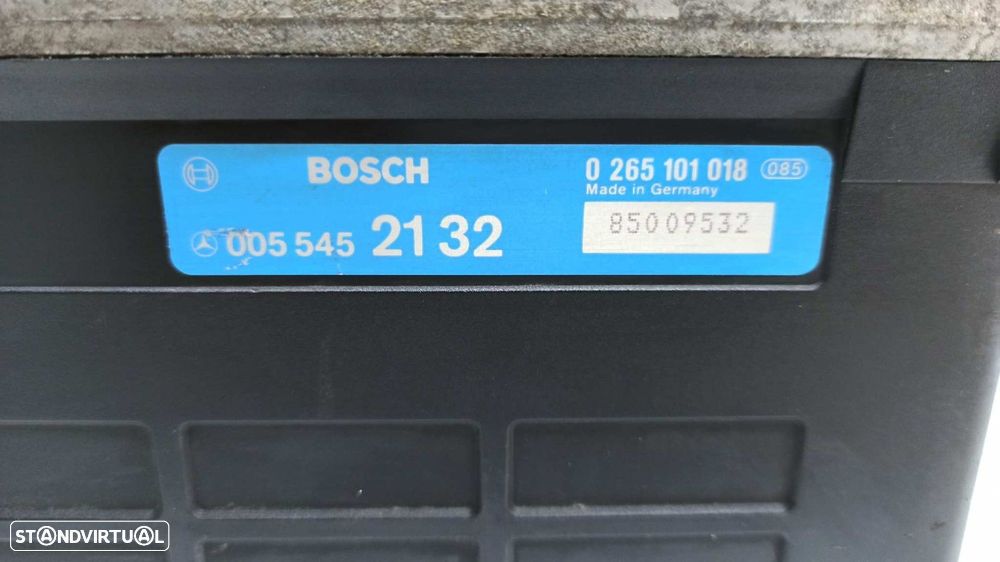 BOSCH
0 265 101 018 085
Made in Germany
005 545 21 32
85009532
STANDVIRTUAL